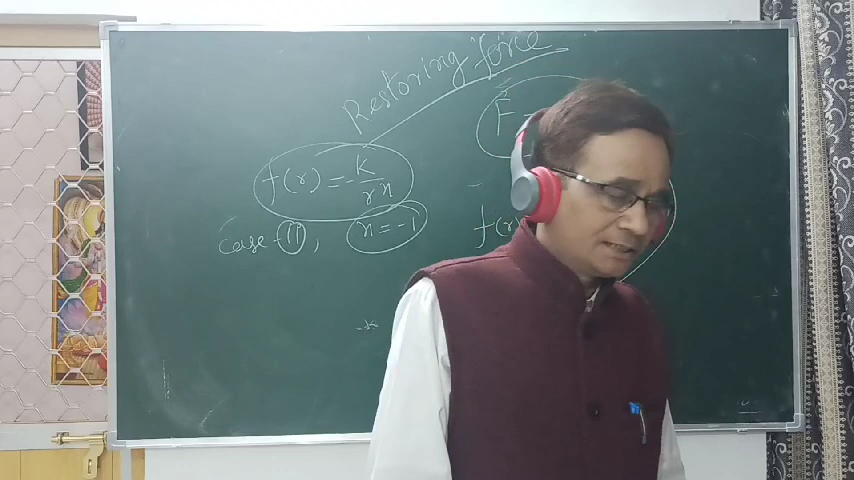 Restoring force
F
f(r) = -K/rⁿ
case-II, n = -1
f(r)
-k